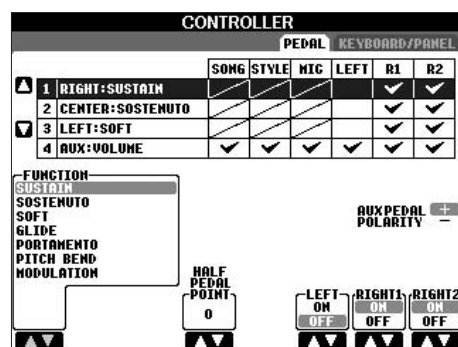 CONTROLLER
PEDAL KEYBOARD/PANEL
SONG STYLE MIC LEFT R1 R2
1 RIGHT:SUSTAIN
2 CENTER:SOSTENUTO
3 LEFT:SOFT
4 AUX:VOLUME
FUNCTION
SUSTAIN
SOSTENUTO
SOFT
GLIDE
PORTAMENTO
PITCH BEND
MODULATION
AUX PEDAL +
POLARITY −
HALF
PEDAL
POINT
0
LEFT RIGHT1 RIGHT2
ON ON ON
OFF OFF OFF